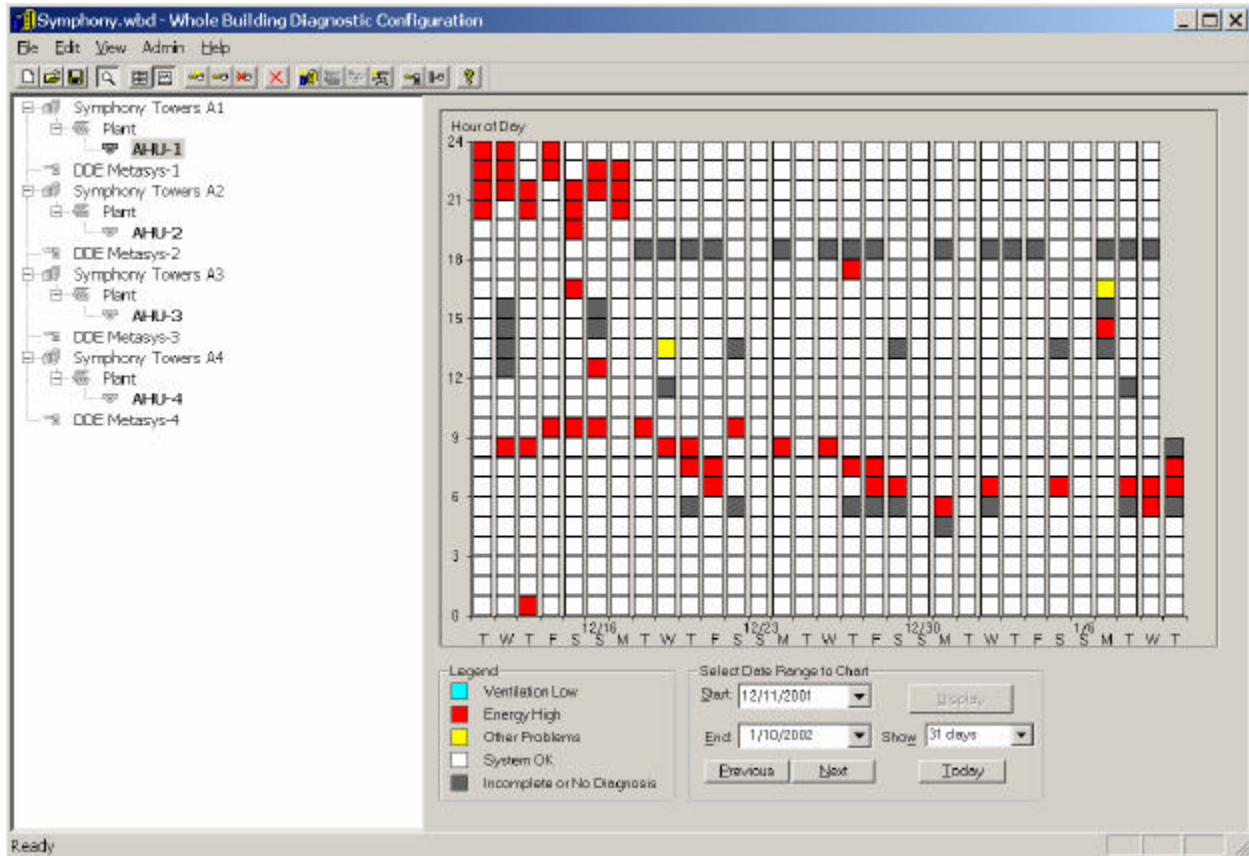 Symphony.wbd - Whole Building Diagnostic Configuration
File Edit View Admin Help
Symphony Towers A1
Plant
AHU-1
DDE Metasys-1
Symphony Towers A2
Plant
AHU-2
DDE Metasys-2
Symphony Towers A3
Plant
AHU-3
DDE Metasys-3
Symphony Towers A4
Plant
AHU-4
DDE Metasys-4
Hour of Day
24
21
18
15
12
9
6
3
0
12/16 12/23 12/30 1/6
T W T F S S M T W T F S S M T W T F S S M T W T F S S M T W T
Legend
Ventilation Low
Energy High
Other Problems
System OK
Incomplete or No Diagnosis
Select Date Range to Chart
Start: 12/11/2001
Display
End: 1/10/2002 Show 31 days
Previous Next Today
Ready